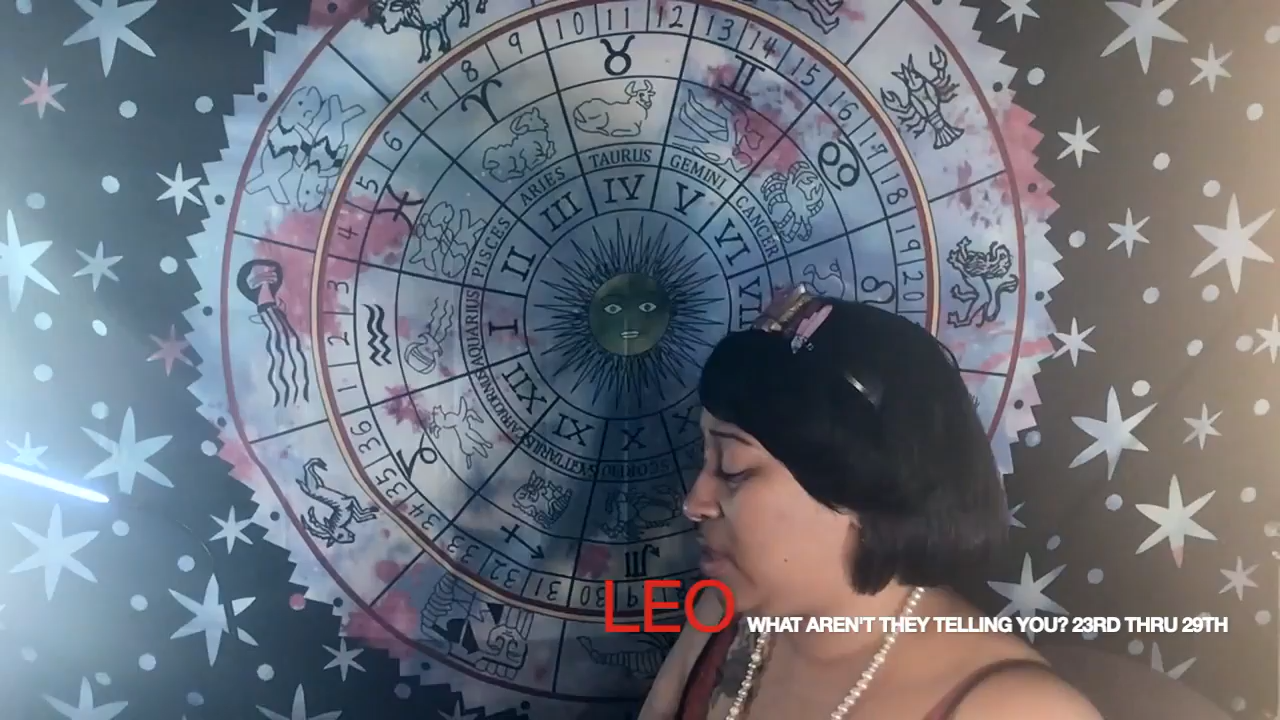 10 11 12 13 14 15 16 17 18 19 20
9 8 7 6 5 4 3 2 1 36 35 34 33 32 31 30
TAURUS
GEMINI
ARIES
CANCER
PISCES
AQUARIUS
CAPRICORNUS
SAGITTARIUS
SCORPIO
I II III IV V VI VII
XII XI X
LEO WHAT AREN'T THEY TELLING YOU? 23RD THRU 29TH